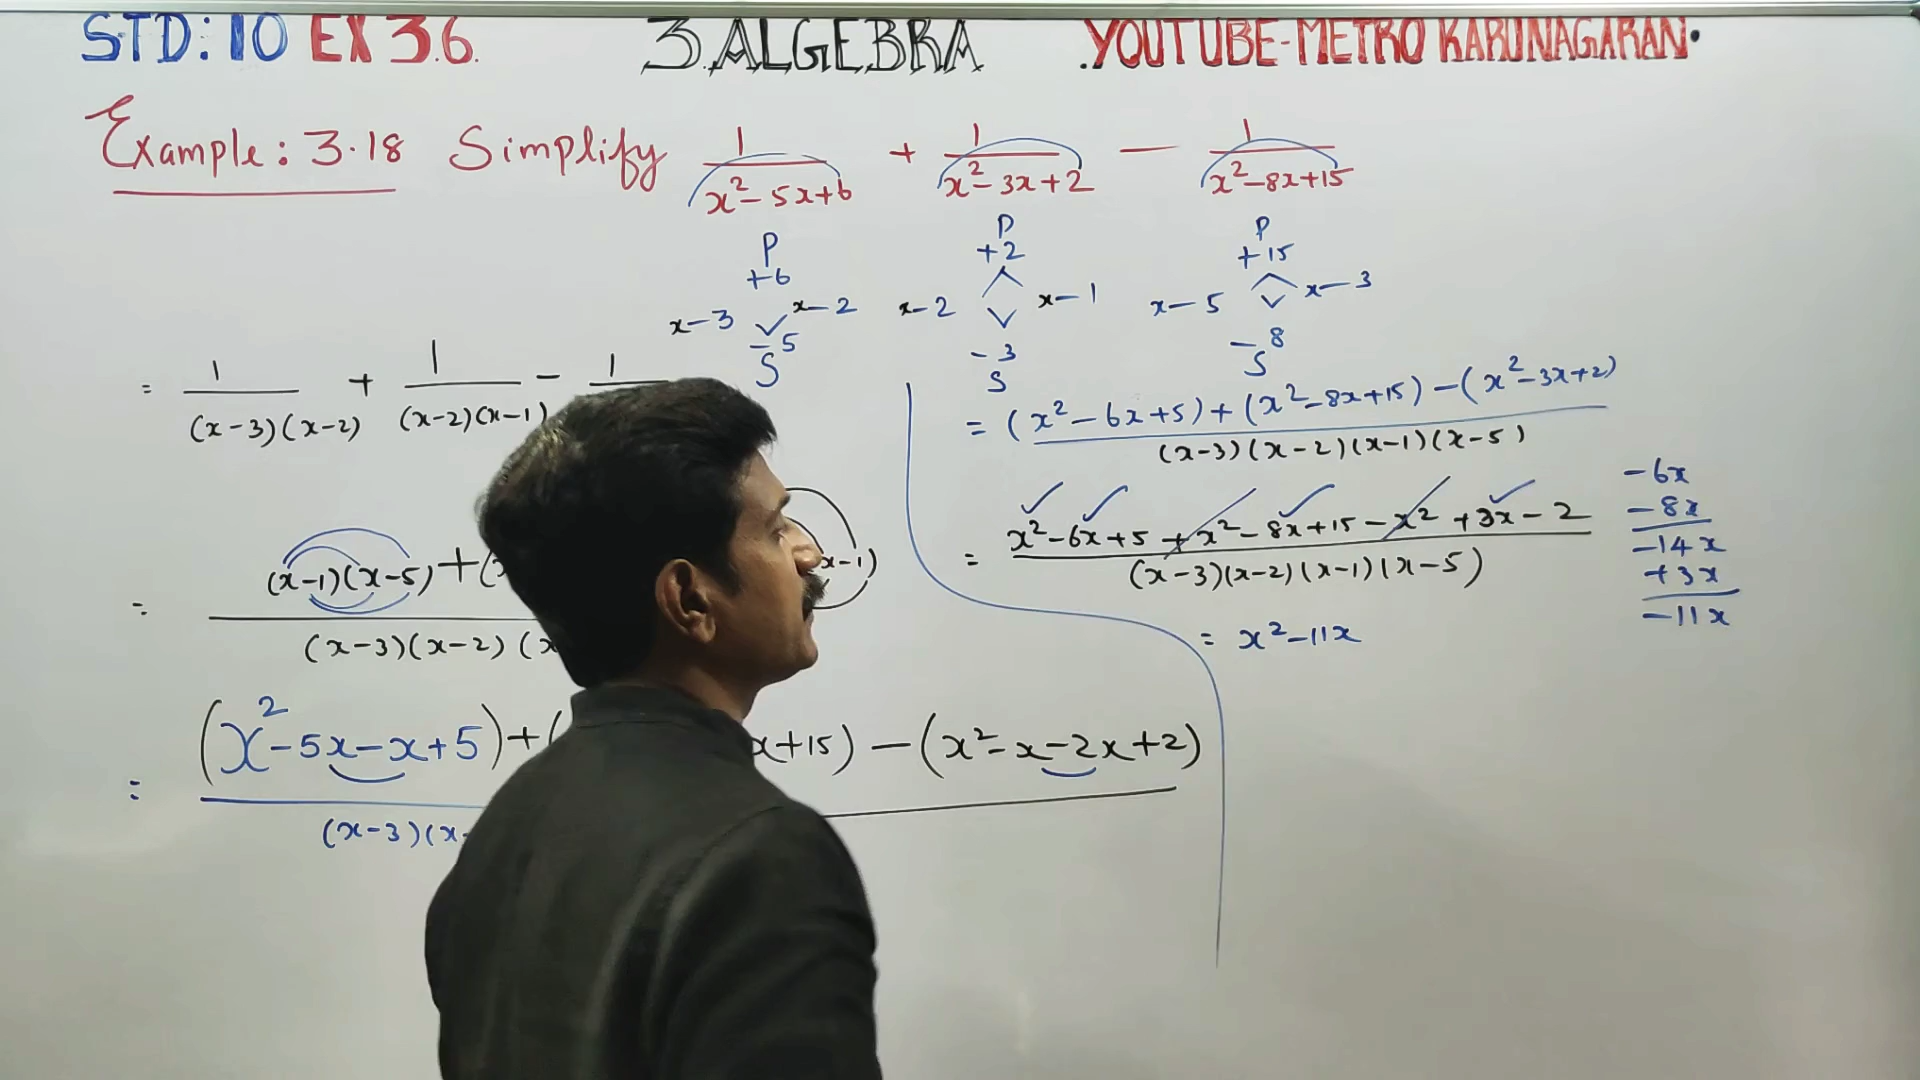 STD: 10 EX 3.6. 3.ALGEBRA .YOUTUBE-METRO KARUNAGARAN.
Example: 3.18 Simplify 1/(x²-5x+6) + 1/(x²-3x+2) - 1/(x²-8x+15)
P P P
+6 +2 +15
x-3 x-2 x-2 x-1 x-5 x-3
-5 -3 -8
S S S
= 1/((x-3)(x-2)) + 1/((x-2)(x-1)) - 1
= (x-1)(x-5)+( x-1)
(x-3)(x-2)(x
= (x²-5x-x+5)+( x+15)-(x²-x-2x+2)
(x-3)(x-
= (x²-6x+5)+(x²-8x+15)-(x²-3x+2)
(x-3)(x-2)(x-1)(x-5)
= x²-6x+5+x²-8x+15-x²+3x-2
(x-3)(x-2)(x-1)(x-5)
= x²-11x
-6x
-8x
-14x
+3x
-11x